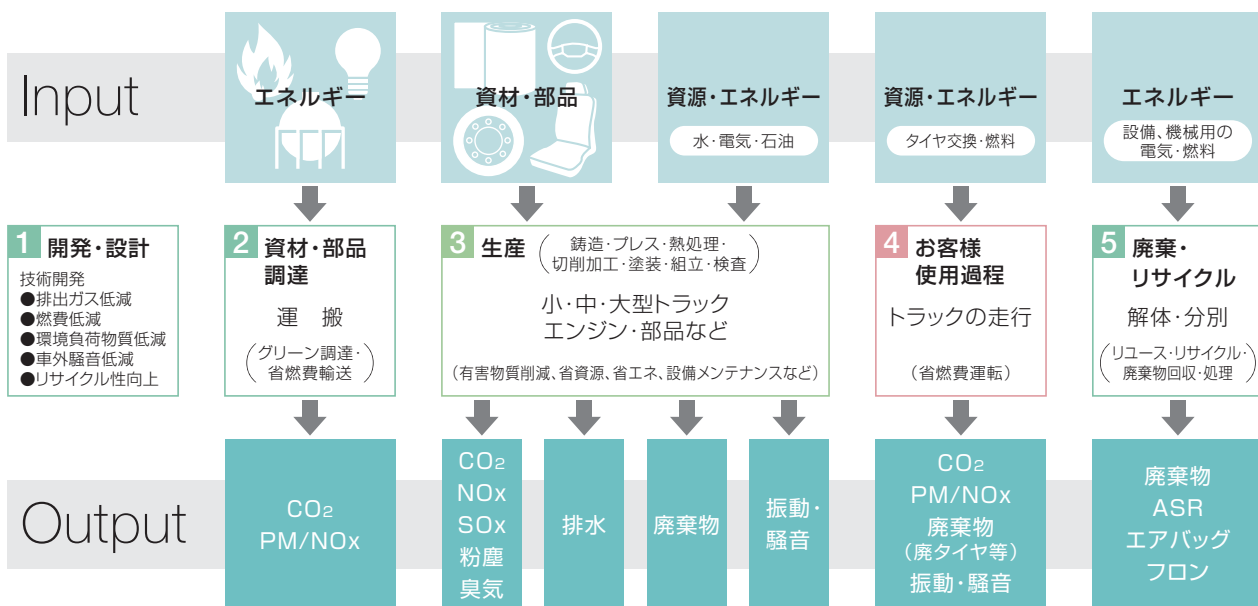 Input
エネルギー
資材・部品
資源・エネルギー
水・電気・石油
資源・エネルギー
タイヤ交換・燃料
エネルギー
設備、機械用の
電気・燃料
1 開発・設計
技術開発
●排出ガス低減
●燃費低減
●環境負荷物質低減
●車外騒音低減
●リサイクル性向上
2 資材・部品
調達
運 搬
(グリーン調達・
省燃費輸送)
3 生産
(鋳造・プレス・熱処理・
切削加工・塗装・組立・検査)
小・中・大型トラック
エンジン・部品など
(有害物質削減、省資源、省エネ、設備メンテナンスなど)
4 お客様
使用過程
トラックの走行
(省燃費運転)
5 廃棄・
リサイクル
解体・分別
(リユース・リサイクル・
廃棄物回収・処理)
Output
CO₂
PM/NOx
CO₂
NOx
SOx
粉塵
臭気
排水
廃棄物
振動・
騒音
CO₂
PM/NOx
廃棄物
(廃タイヤ等)
振動・騒音
廃棄物
ASR
エアバッグ
フロン